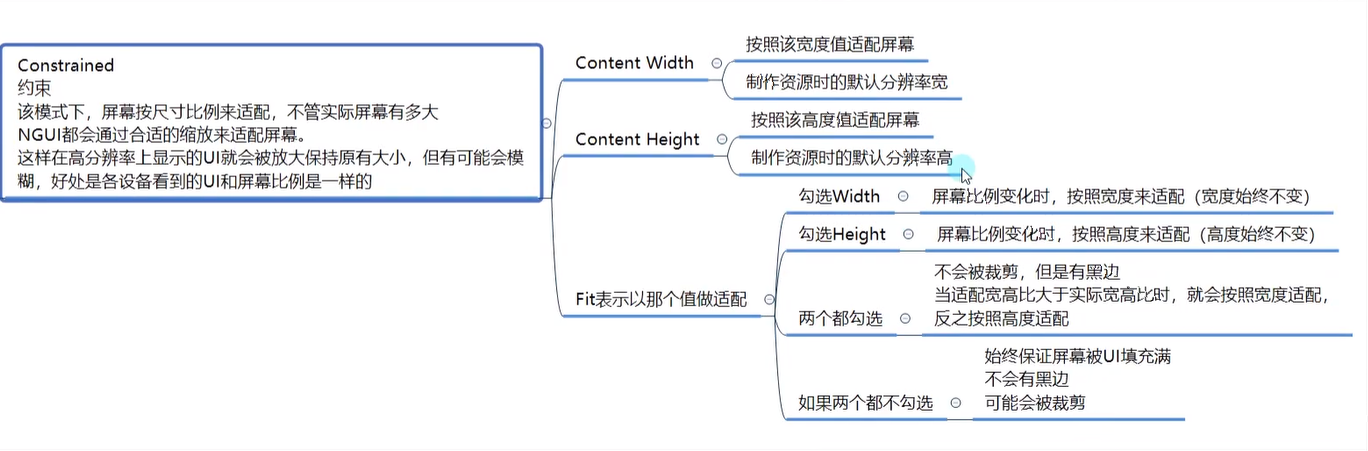 Constrained
约束
该模式下，屏幕按尺寸比例来适配，不管实际屏幕有多大
NGUI都会通过合适的缩放来适配屏幕。
这样在高分辨率上显示的UI就会被放大保持原有大小，但有可能会模
糊，好处是各设备看到的UI和屏幕比例是一样的
Content Width
按照该宽度值适配屏幕
制作资源时的默认分辨率宽
Content Height
按照该高度值适配屏幕
制作资源时的默认分辨率高
Fit表示以那个值做适配
勾选Width
屏幕比例变化时，按照宽度来适配（宽度始终不变）
勾选Height
屏幕比例变化时，按照高度来适配（高度始终不变）
两个都勾选
不会被裁剪，但是有黑边
当适配宽高比大于实际宽高比时，就会按照宽度适配，
反之按照高度适配
如果两个都不勾选
始终保证屏幕被UI填充满
不会有黑边
可能会被裁剪